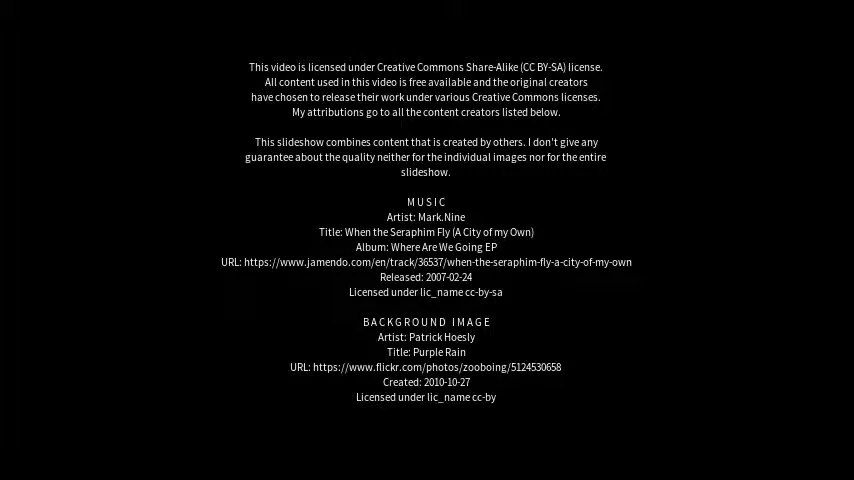 This video is licensed under Creative Commons Share-Alike (CC BY-SA) license.
All content used in this video is free available and the original creators
have chosen to release their work under various Creative Commons licenses.
My attributions go to all the content creators listed below.
This slideshow combines content that is created by others. I don't give any
guarantee about the quality neither for the individual images nor for the entire
slideshow.
M U S I C
Artist: Mark.Nine
Title: When the Seraphim Fly (A City of my Own)
Album: Where Are We Going EP
URL: https://www.jamendo.com/en/track/36537/when-the-seraphim-fly-a-city-of-my-own
Released: 2007-02-24
Licensed under lic_name cc-by-sa
B A C K G R O U N D  I M A G E
Artist: Patrick Hoesly
Title: Purple Rain
URL: https://www.flickr.com/photos/zooboing/5124530658
Created: 2010-10-27
Licensed under lic_name cc-by